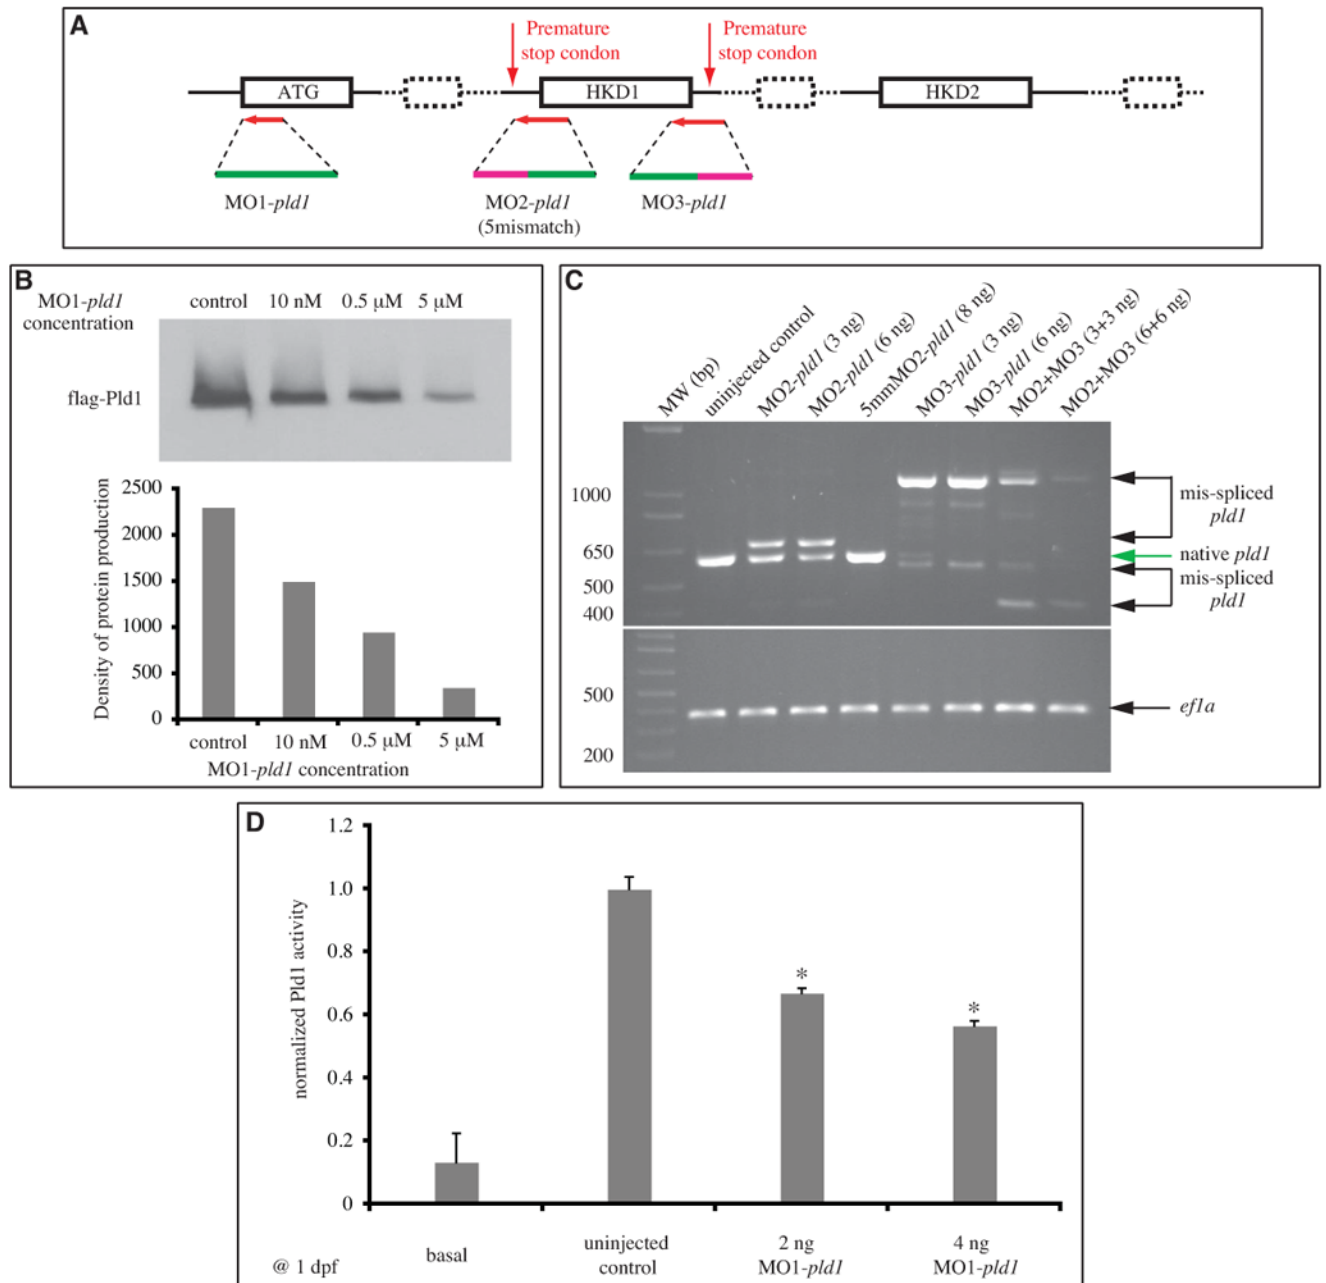 A
Premature
stop condon
Premature
stop condon
ATG
HKD1
HKD2
MO1-pld1
MO2-pld1
(5mismatch)
MO3-pld1
B
MO1-pld1
concentration
control 10 nM 0.5 µM 5 µM
flag-Pld1
Density of protein production
2500
2000
1500
1000
500
0
control 10 nM 0.5 µM 5 µM
MO1-pld1 concentration
C
MW (bp)
uninjected control
MO2-pld1 (3 ng)
MO2-pld1 (6 ng)
5mmMO2-pld1 (8 ng)
MO3-pld1 (3 ng)
MO3-pld1 (6 ng)
MO2+MO3 (3+3 ng)
MO2+MO3 (6+6 ng)
1000
650
500
400
mis-spliced
pld1
native pld1
mis-spliced
pld1
500
200
ef1a
D
normalized Pld1 activity
1.2
1.0
0.8
0.6
0.4
0.2
0
*
*
@ 1 dpf
basal
uninjected
control
2 ng
MO1-pld1
4 ng
MO1-pld1